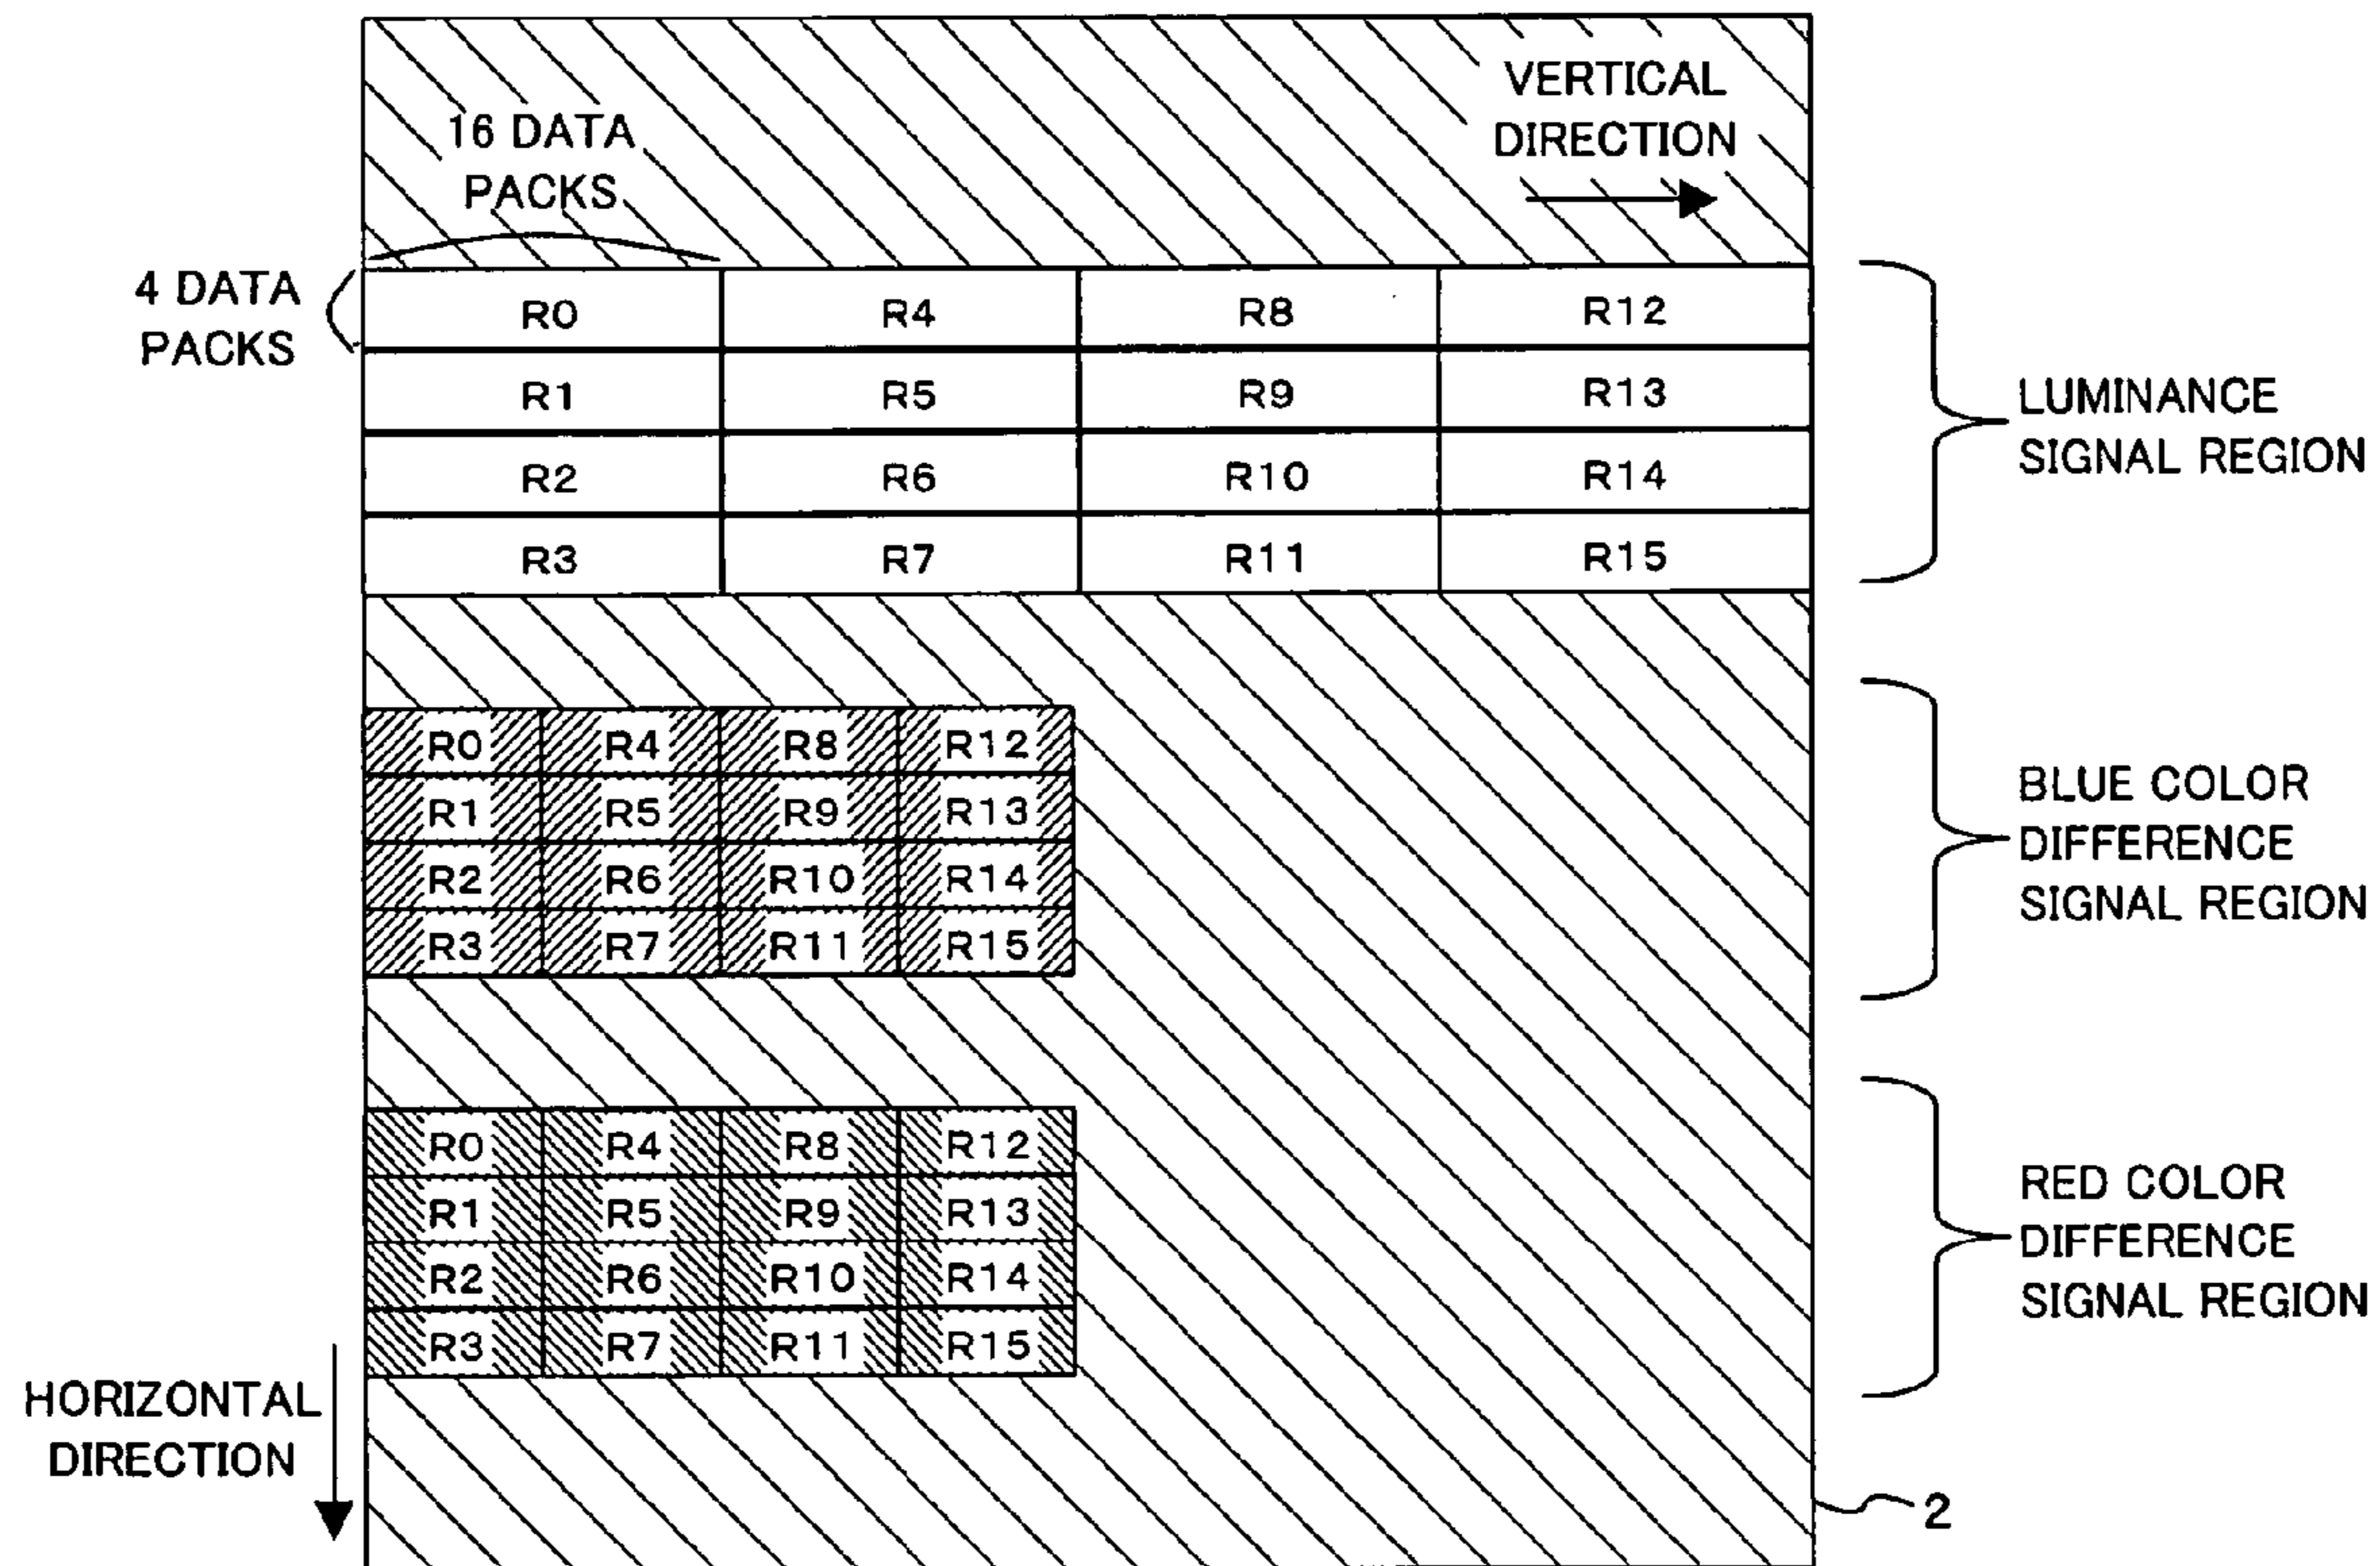 VERTICAL
DIRECTION
16 DATA
PACKS
4 DATA
PACKS
R0 R4 R8 R12
R1 R5 R9 R13
R2 R6 R10 R14
R3 R7 R11 R15
LUMINANCE
SIGNAL REGION
R0 R4 R8 R12
R1 R5 R9 R13
R2 R6 R10 R14
R3 R7 R11 R15
BLUE COLOR
DIFFERENCE
SIGNAL REGION
R0 R4 R8 R12
R1 R5 R9 R13
R2 R6 R10 R14
R3 R7 R11 R15
RED COLOR
DIFFERENCE
SIGNAL REGION
HORIZONTAL
DIRECTION
2